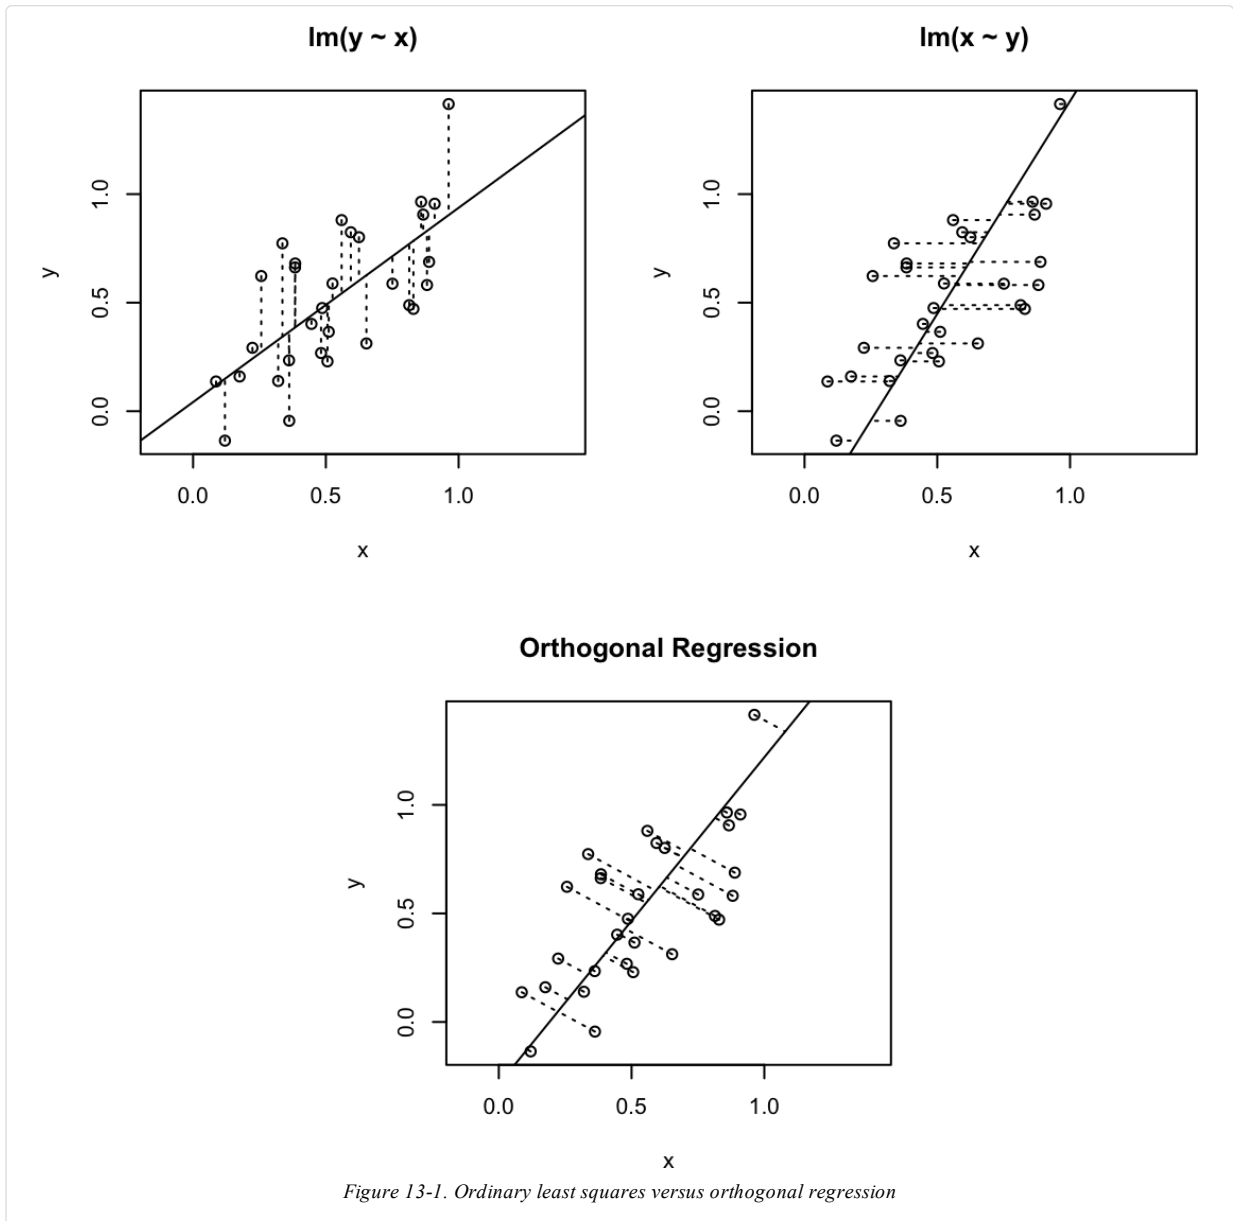 lm(y ~ x)
y
1.0
0.5
0.0
0.0 0.5 1.0
x
lm(x ~ y)
y
1.0
0.5
0.0
0.0 0.5 1.0
x
Orthogonal Regression
y
1.0
0.5
0.0
0.0 0.5 1.0
x
Figure 13-1. Ordinary least squares versus orthogonal regression